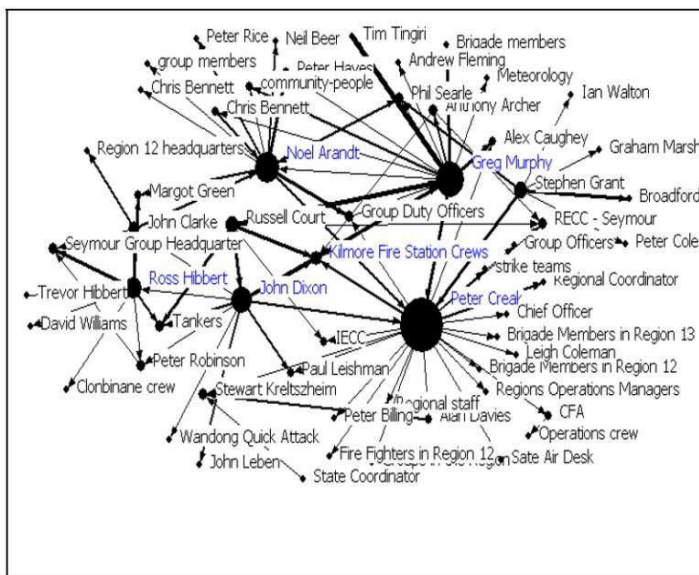 Peter Rice
Neil Beer
Tim Tingiri
Brigade members
group members
Andrew Fleming
Peter Hayes
Meteorology
Chris Bennett
community-people
Phil Searle
Ian Walton
Chris Bennett
Anthony Archer
Alex Caughey
Region 12 headquarters
Noel Arandt
Graham Marsh
Greg Murphy
Margot Green
Stephen Grant
Broadford
John Clarke
Russell Court
Group Duty Officers
RECC - Seymour
Seymour Group Headquarter
Group Officers
Peter Cole
Kilmore Fire Station Crews
strike teams
Ross Hibbert
John Dixon
Peter Creal
Regional Coordinator
Trevor Hibbert
Chief Officer
David Williams
Tankers
IECC
Brigade Members in Region 13
Leigh Coleman
Peter Robinson
Paul Leishman
Brigade Members in Region 12
Clonbinane crew
Stewart Kreltszheim
Regions Operations Managers
Regional staff
Peter Billing
Alan Davies
CFA
Wandong Quick Attack
Operations crew
John Leben
Fire Fighters in Region 12
Sate Air Desk
State Coordinator